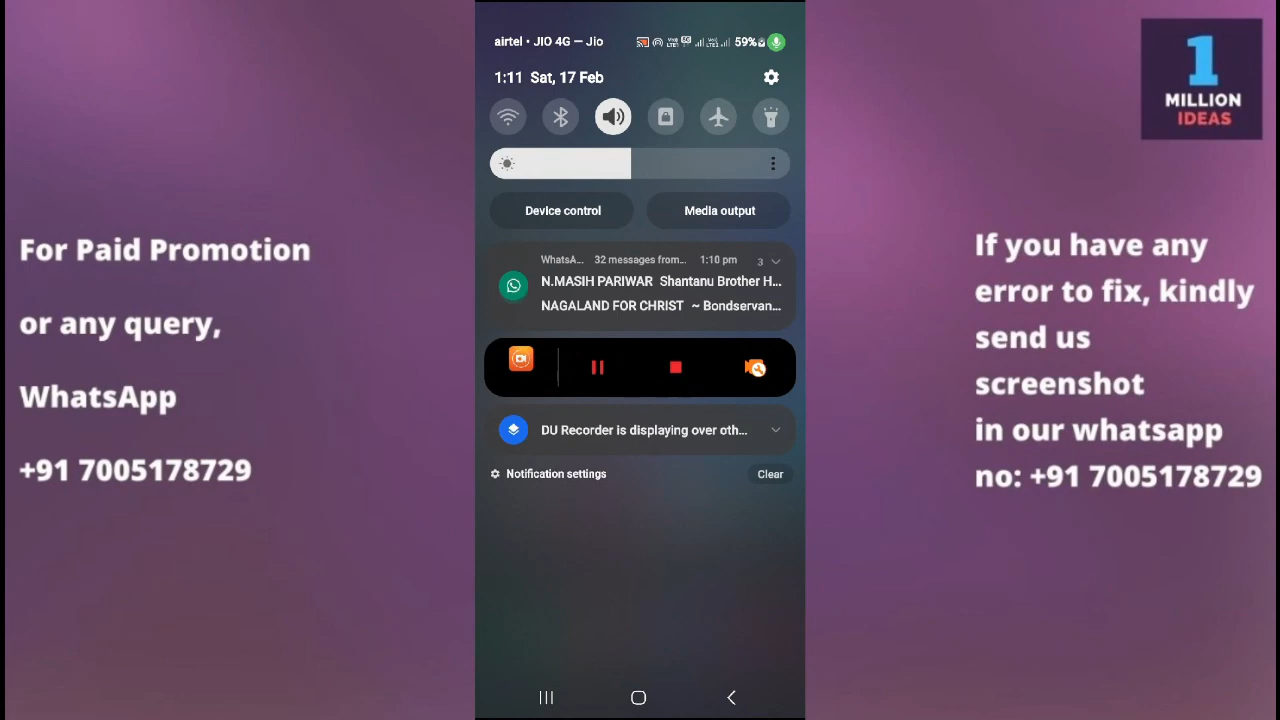 For Paid Promotion
or any query,
WhatsApp
+91 7005178729
airtel • JIO 4G — Jio
59%
1:11 Sat, 17 Feb
Device control
Media output
WhatsA... 32 messages from... 1:10 pm 3
N.MASIH PARIWAR Shantanu Brother H...
NAGALAND FOR CHRIST ~ Bondservan...
DU Recorder is displaying over oth...
Notification settings
Clear
1
MILLION
IDEAS
If you have any
error to fix, kindly
send us
screenshot
in our whatsapp
no: +91 7005178729